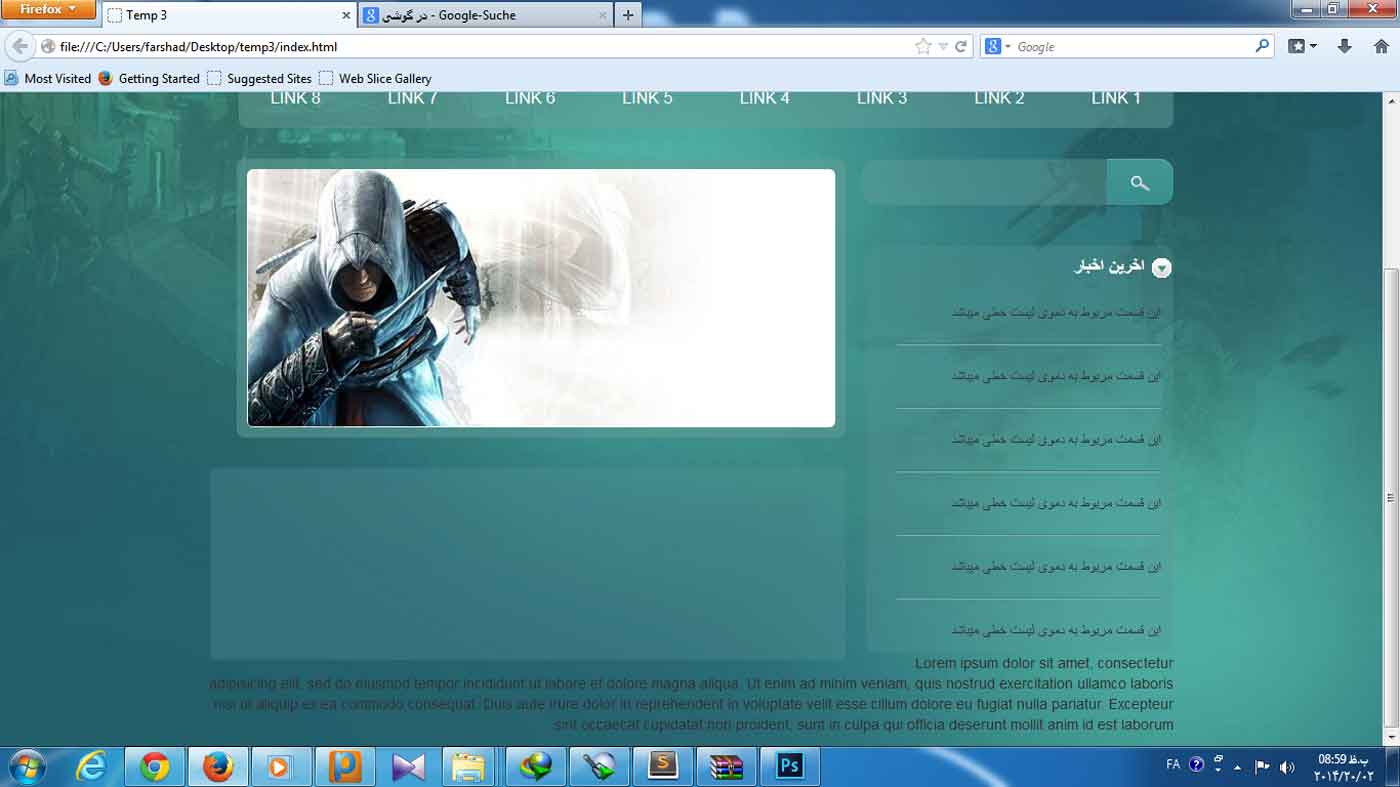 Firefox
Temp 3
در گوشی - Google-Suche
file:///C:/Users/farshad/Desktop/temp3/index.html
Google
Most Visited
Getting Started
Suggested Sites
Web Slice Gallery
LINK 8 LINK 7 LINK 6 LINK 5 LINK 4 LINK 3 LINK 2 LINK 1
اخرین اخبار
این قسمت مربوط به دموی لیست خطی میباشد
این قسمت مربوط به دموی لیست خطی میباشد
این قسمت مربوط به دموی لیست خطی میباشد
این قسمت مربوط به دموی لیست خطی میباشد
این قسمت مربوط به دموی لیست خطی میباشد
این قسمت مربوط به دموی لیست خطی میباشد
Lorem ipsum dolor sit amet, consectetur
adipisicing elit, sed do eiusmod tempor incididunt ut labore et dolore magna aliqua. Ut enim ad minim veniam, quis nostrud exercitation ullamco laboris
nisi ut aliquip ex ea commodo consequat. Duis aute irure dolor in reprehenderit in voluptate velit esse cillum dolore eu fugiat nulla pariatur. Excepteur
sint occaecat cupidatat non proident, sunt in culpa qui officia deserunt mollit anim id est laborum
Ps
FA
08:59 ب.ظ
۲۰۱۴/۲۰/۰۲